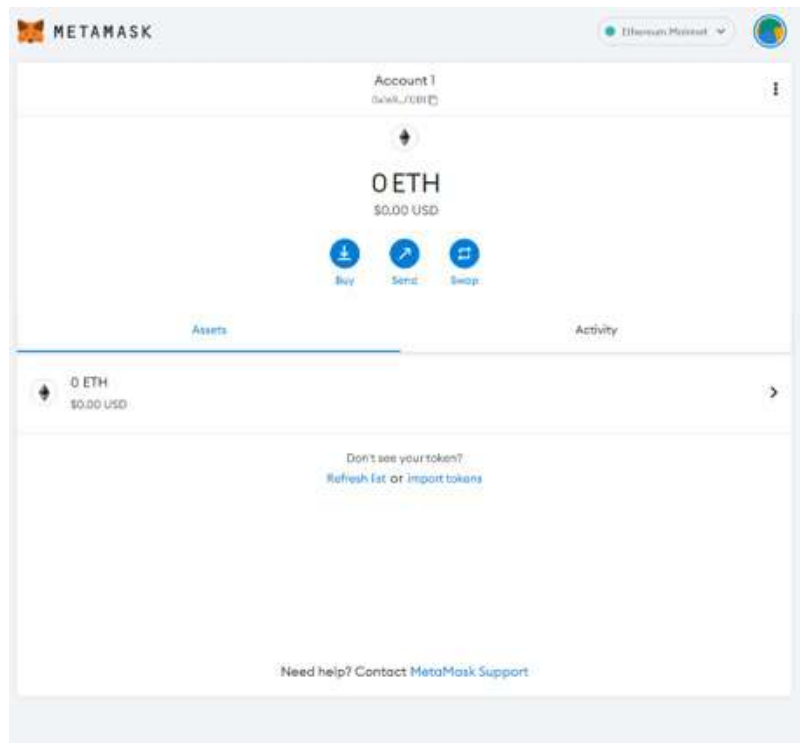 METAMASK
Ethereum Mainnet
Account 1
0 ETH
$0.00 USD
Buy
Send
Swap
Assets
Activity
0 ETH
$0.00 USD
Don't see your token?
Refresh list or import tokens
Need help? Contact MetaMask Support